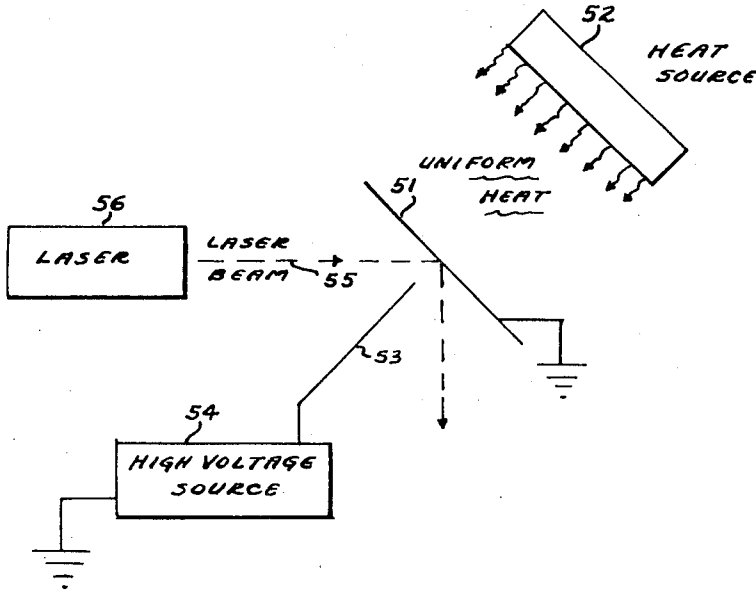 52
HEAT
SOURCE
UNIFORM
HEAT
51
56
LASER
LASER
BEAM
55
53
54
HIGH VOLTAGE
SOURCE